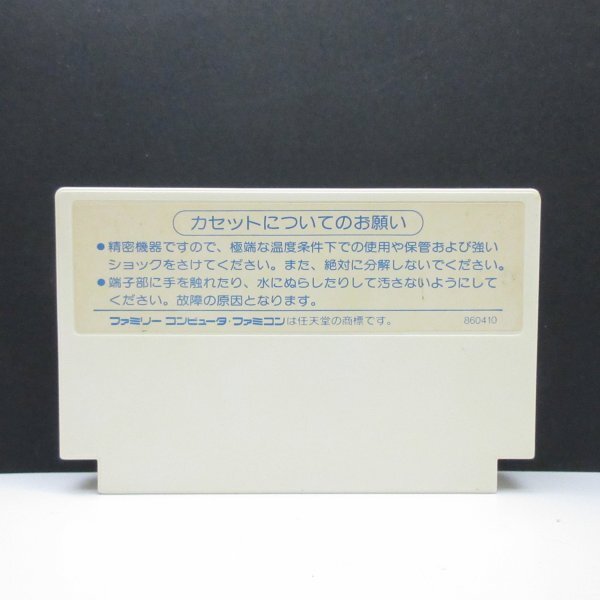 カセットについてのお願い
●精密機器ですので、極端な温度条件下での使用や保管および強い
ショックをさけてください。また、絶対に分解しないでください。
●端子部に手を触れたり、水にぬらしたりして汚さないようにして
ください。故障の原因となります。
ファミリーコンピュータ・ファミコンは任天堂の商標です。 860410